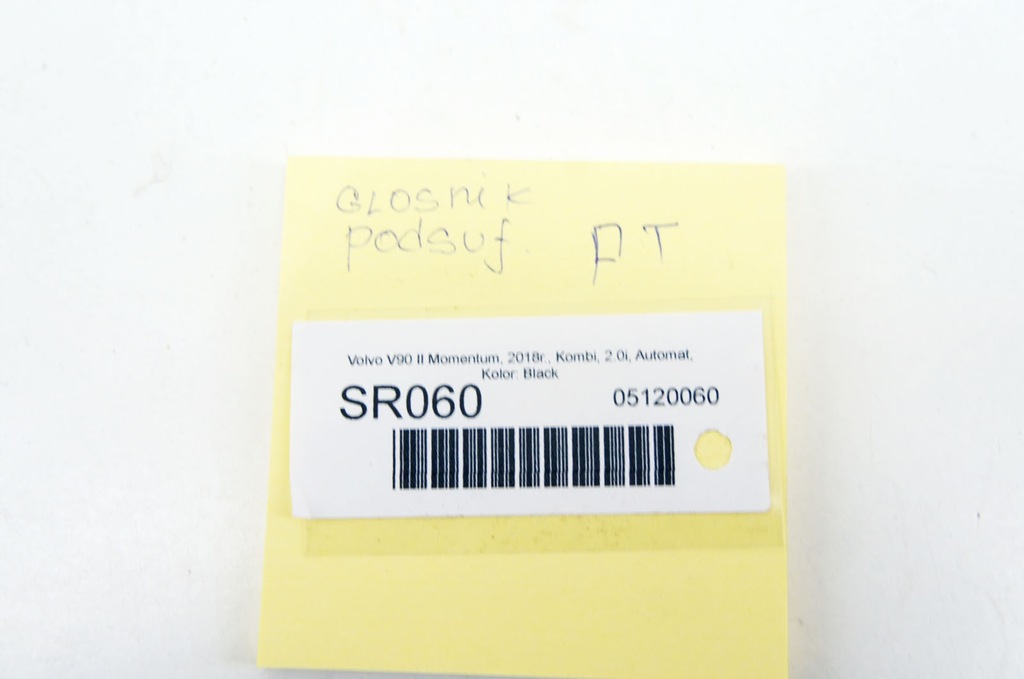 GLOSNIK
podsuf. PT
Volvo V90 II Momentum, 2018r., Kombi, 2.0i, Automat,
Kolor: Black
SR060 05120060